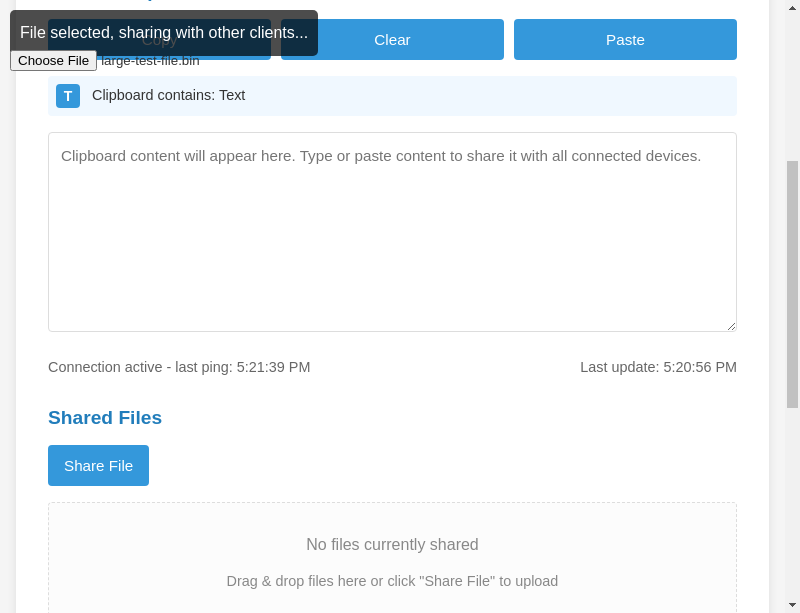 File selected, sharing with other clients...
Copy
Clear
Paste
Choose File large-test-file.bin
T Clipboard contains: Text
Clipboard content will appear here. Type or paste content to share it with all connected devices.
Connection active - last ping: 5:21:39 PM
Last update: 5:20:56 PM
Shared Files
Share File
No files currently shared
Drag & drop files here or click "Share File" to upload